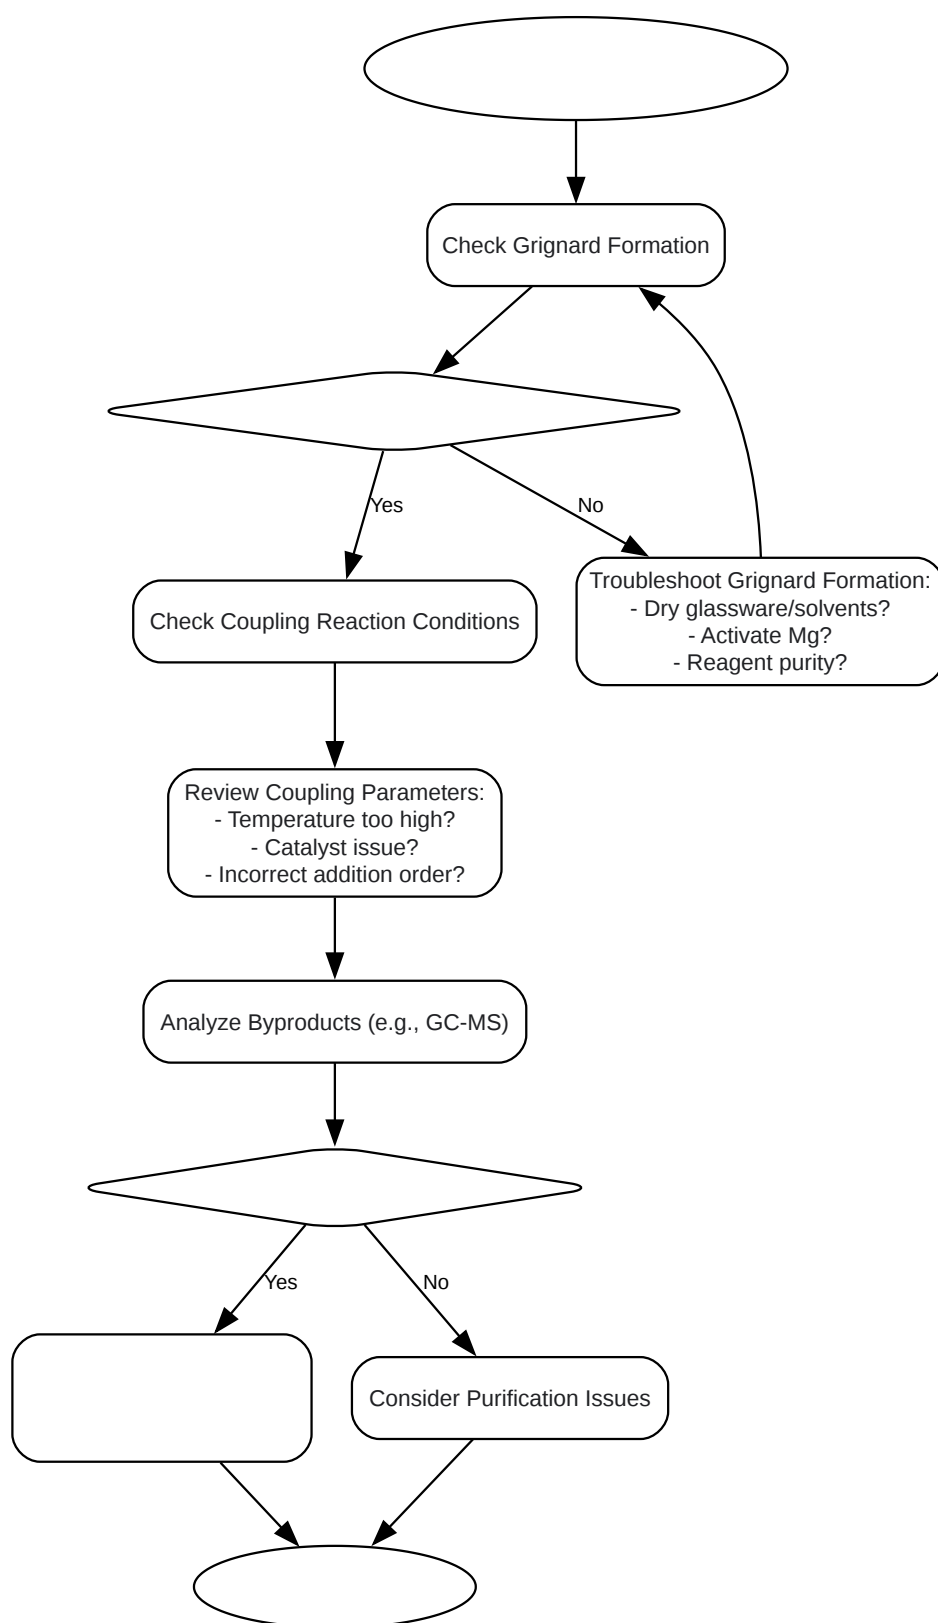 Check Grignard Formation
Yes
No
Troubleshoot Grignard Formation:
- Dry glassware/solvents?
- Activate Mg?
- Reagent purity?
Check Coupling Reaction Conditions
Review Coupling Parameters:
- Temperature too high?
- Catalyst issue?
- Incorrect addition order?
Analyze Byproducts (e.g., GC-MS)
Yes
No
Consider Purification Issues